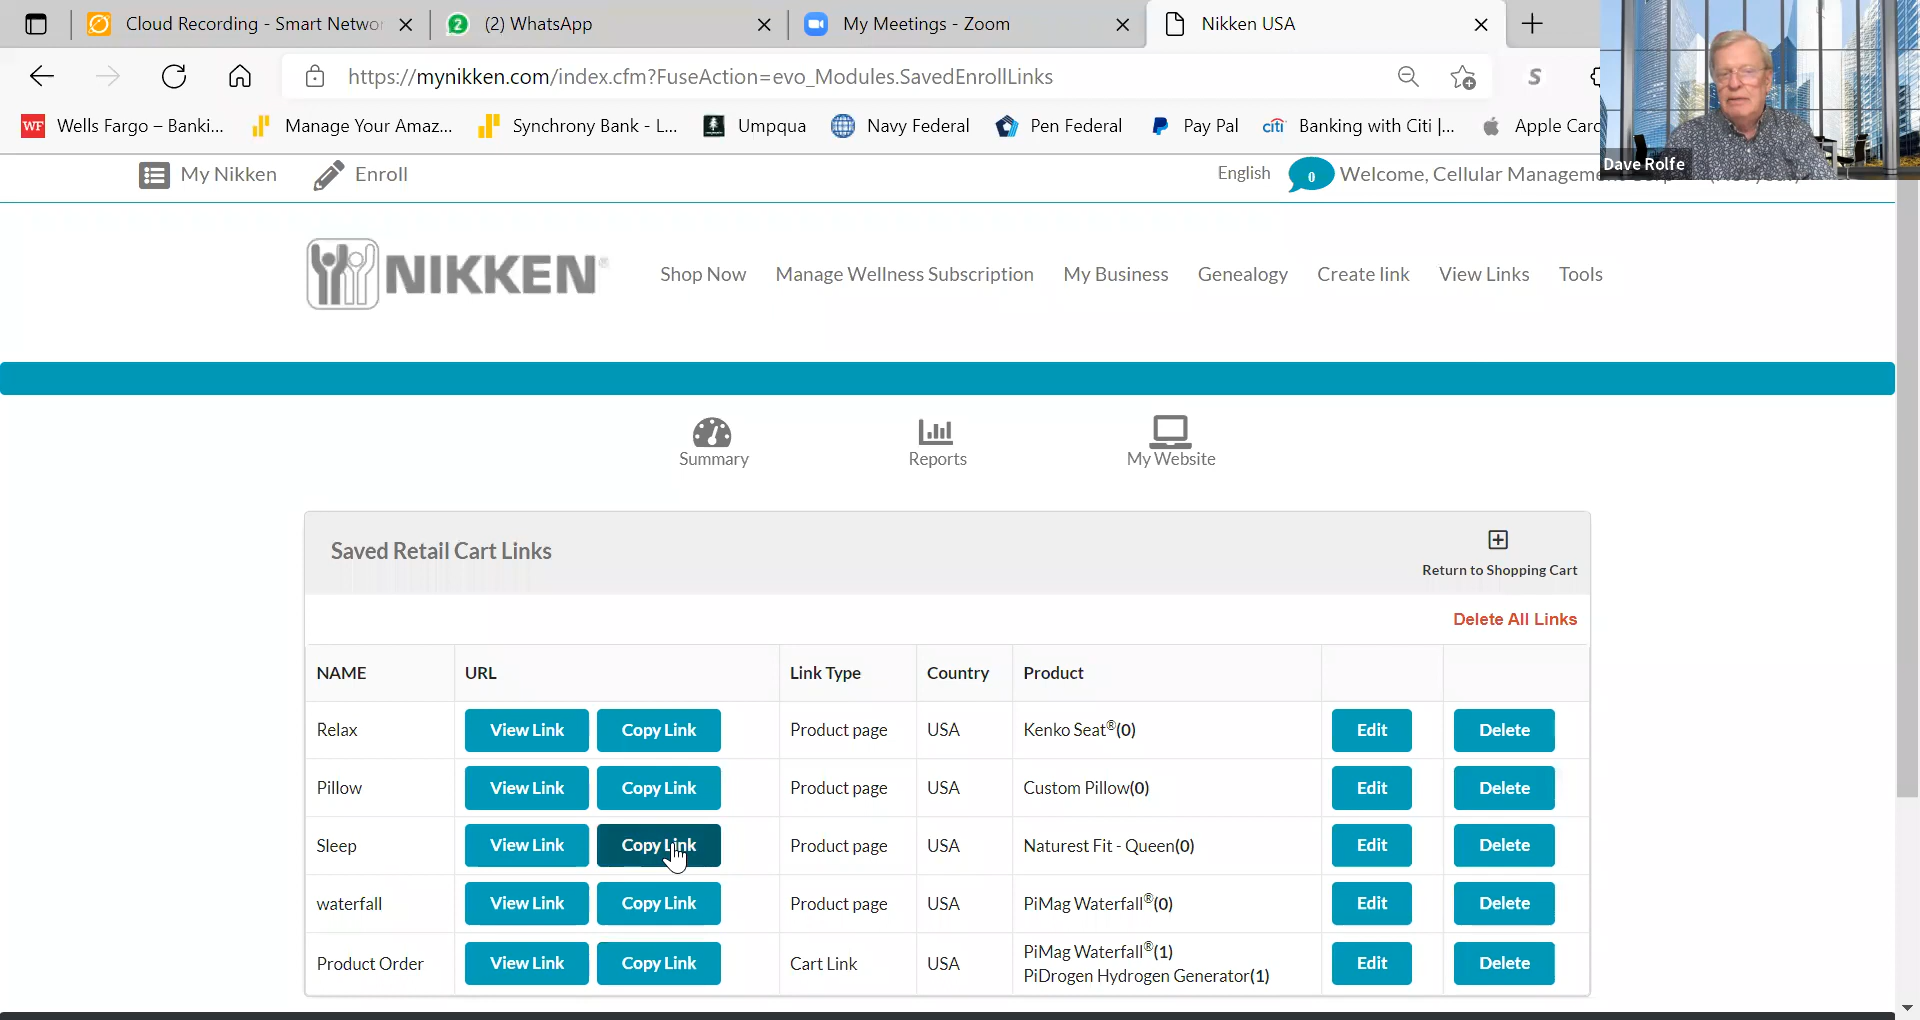 Cloud Recording - Smart Netwo
(2) WhatsApp
My Meetings - Zoom
Nikken USA
https://mynikken.com/index.cfm?FuseAction=evo_Modules.SavedEnrollLinks
S
WF Wells Fargo – Banki...
Manage Your Amaz...
Synchrony Bank - L...
Umpqua
Navy Federal
Pen Federal
Pay Pal
citi Banking with Citi |...
Apple Card
Dave Rolfe
My Nikken
Enroll
English
0
Welcome, Cellular Managem
NIKKEN®
Shop Now
Manage Wellness Subscription
My Business
Genealogy
Create link
View Links
Tools
Summary
Reports
My Website
Saved Retail Cart Links
Return to Shopping Cart
Delete All Links
NAME URL Link Type Country Product
Relax View Link Copy Link Product page USA Kenko Seat®(0) Edit Delete
Pillow View Link Copy Link Product page USA Custom Pillow(0) Edit Delete
Sleep View Link Copy Link Product page USA Naturest Fit - Queen(0) Edit Delete
waterfall View Link Copy Link Product page USA PiMag Waterfall®(0) Edit Delete
Product Order View Link Copy Link Cart Link USA PiMag Waterfall®(1) Edit Delete
PiDrogen Hydrogen Generator(1)